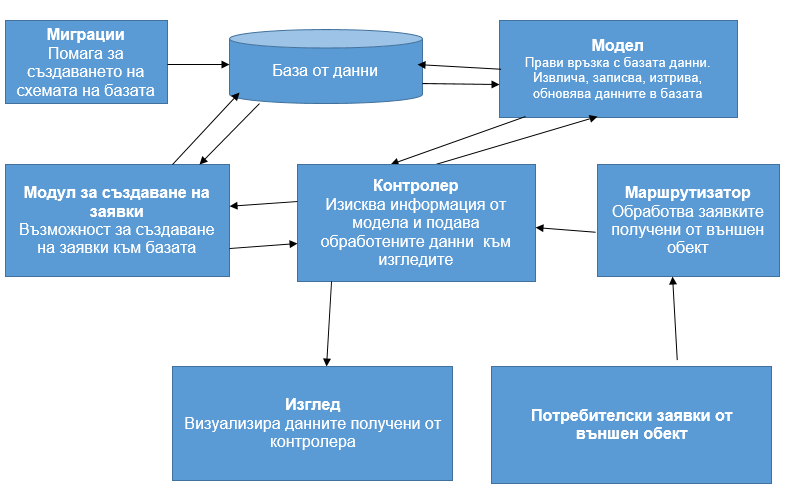 Миграции
Помага за
създаването на
схемата на базата
База от данни
Модел
Прави връзка с базата данни.
Извлича, записва, изтрива,
обновява данните в базата
Модул за създаване на
заявки
Възможност за създаване
на заявки към базата
Контролер
Изисква информация от
модела и подава
обработените данни към
изгледите
Маршрутизатор
Обработва заявките
получени от външен
обект
Изглед
Визуализира данните получени от
контролера
Потребителски заявки от
външен обект